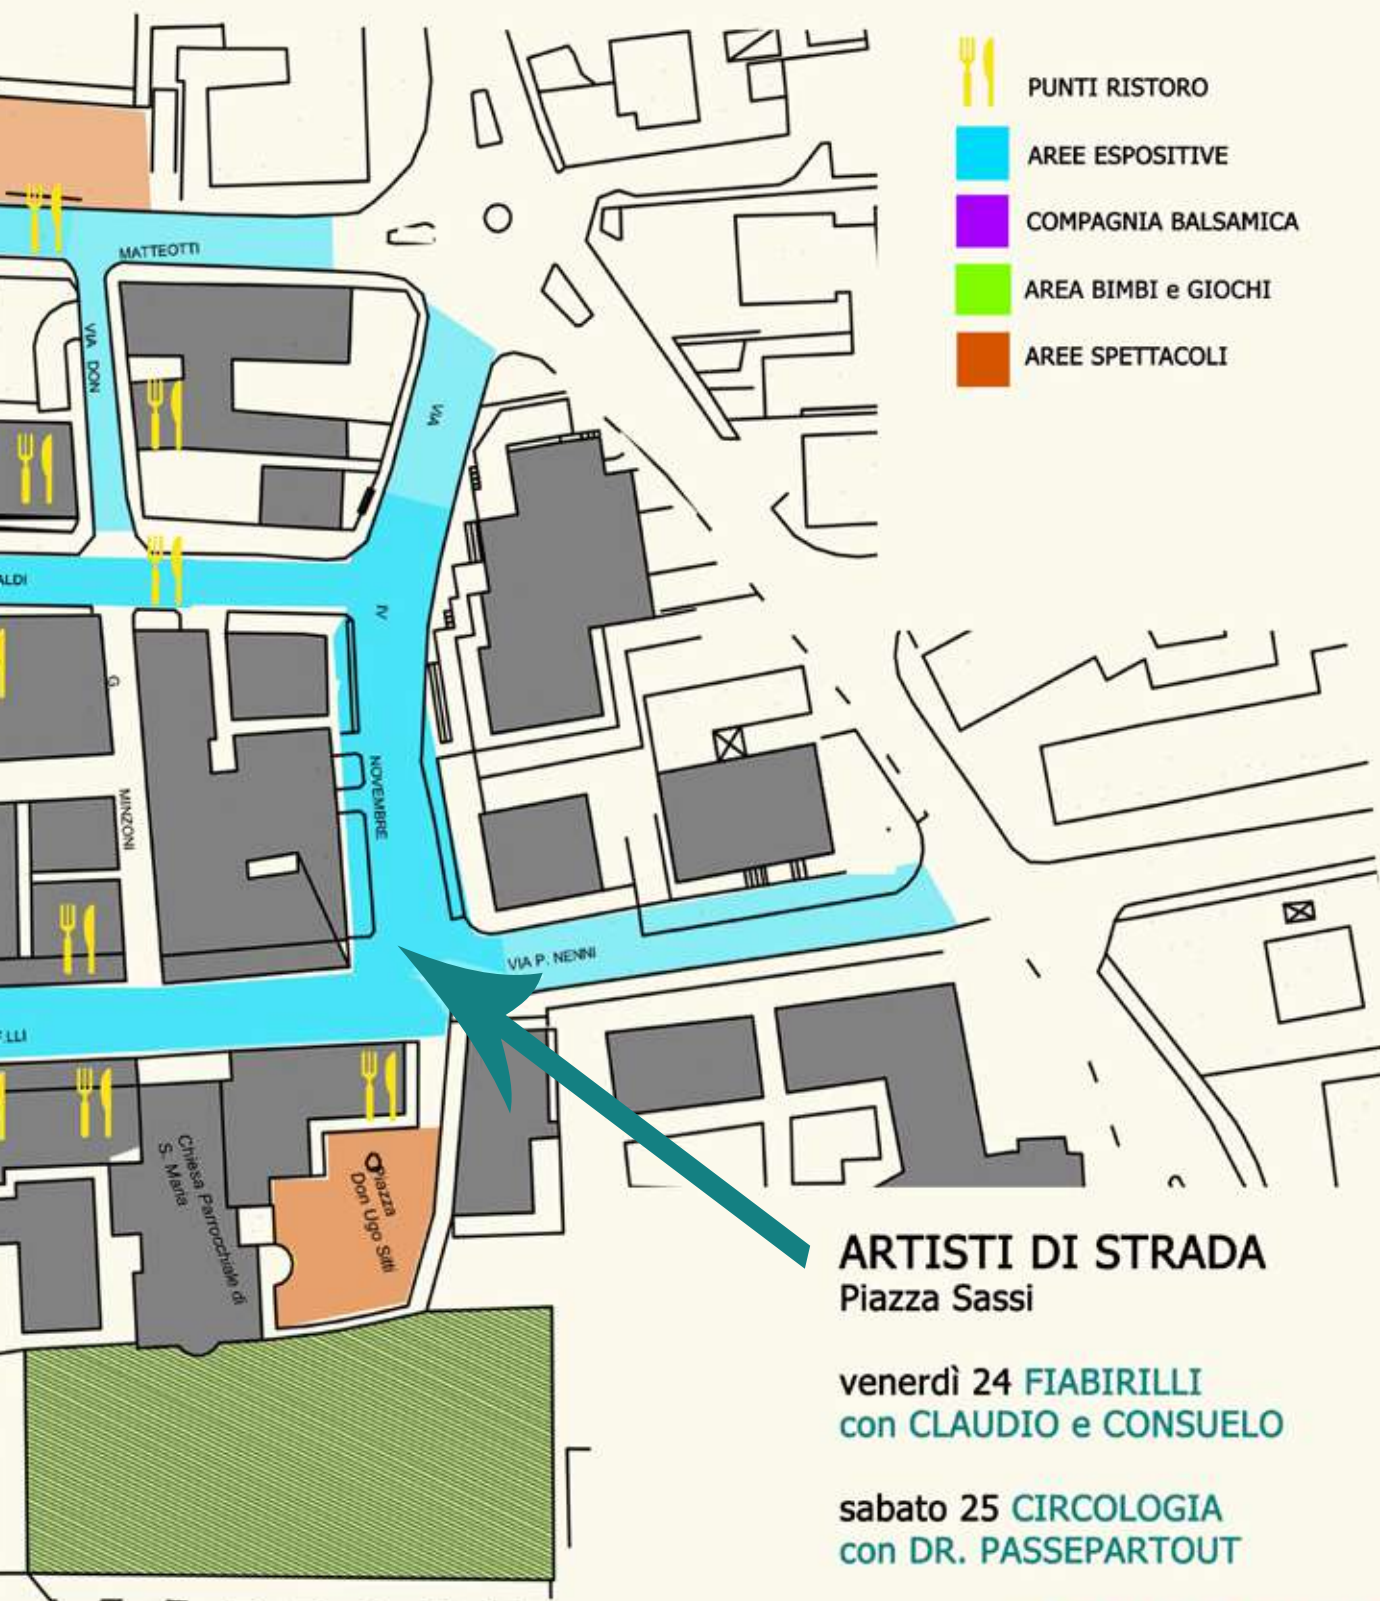 PUNTI RISTORO
AREE ESPOSITIVE
COMPAGNIA BALSAMICA
AREA BIMBI e GIOCHI
AREE SPETTACOLI
MATTEOTTI
VIA DON
VIA
ALDI
IV
G.
NOVEMBRE
MINZONI
VIA P. NENNI
F.LLI
Chiesa Parrocchiale di
S. Maria
Piazza
Don Ugo Sitti
ARTISTI DI STRADA
Piazza Sassi
venerdì 24 FIABIRILLI
con CLAUDIO e CONSUELO
sabato 25 CIRCOLOGIA
con DR. PASSEPARTOUT